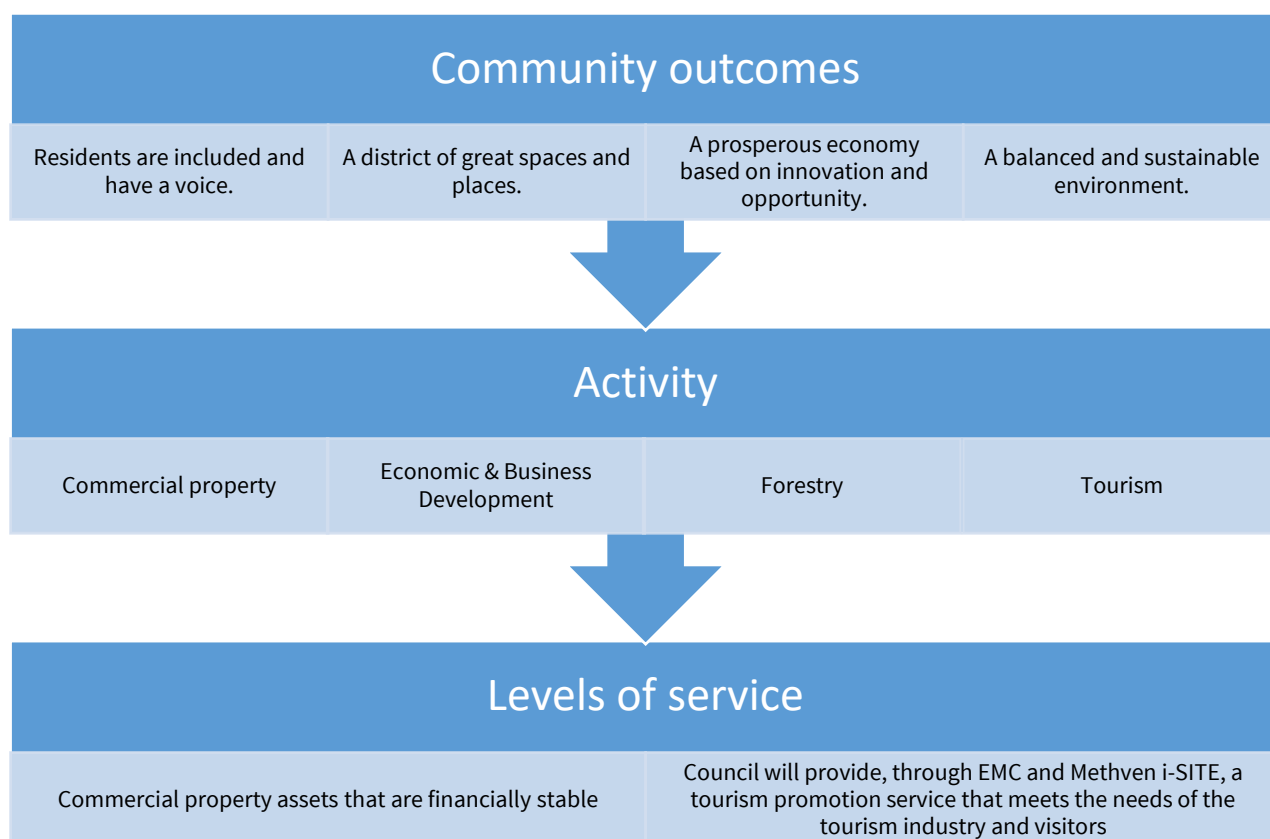 Community outcomes
Residents are included and
have a voice.
A district of great spaces and
places.
A prosperous economy
based on innovation and
opportunity.
A balanced and sustainable
environment.
Activity
Commercial property
Economic & Business
Development
Forestry
Tourism
Levels of service
Commercial property assets that are financially stable
Council will provide, through EMC and Methven i-SITE, a
tourism promotion service that meets the needs of the
tourism industry and visitors